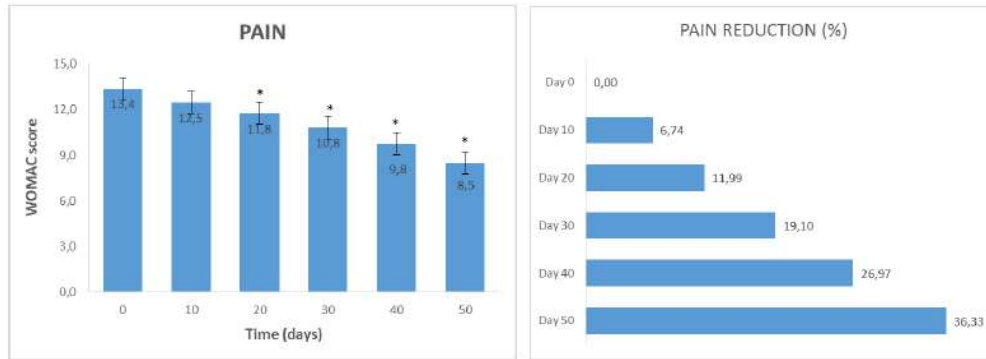 PAIN
WOMAC score
15,0
12,0
9,0
6,0
3,0
0,0
13,4
12,5
*
11,8
*
10,8
*
9,8
*
8,5
0 10 20 30 40 50
Time (days)
PAIN REDUCTION (%)
Day 0 0,00
Day 10 6,74
Day 20 11,99
Day 30 19,10
Day 40 26,97
Day 50 36,33